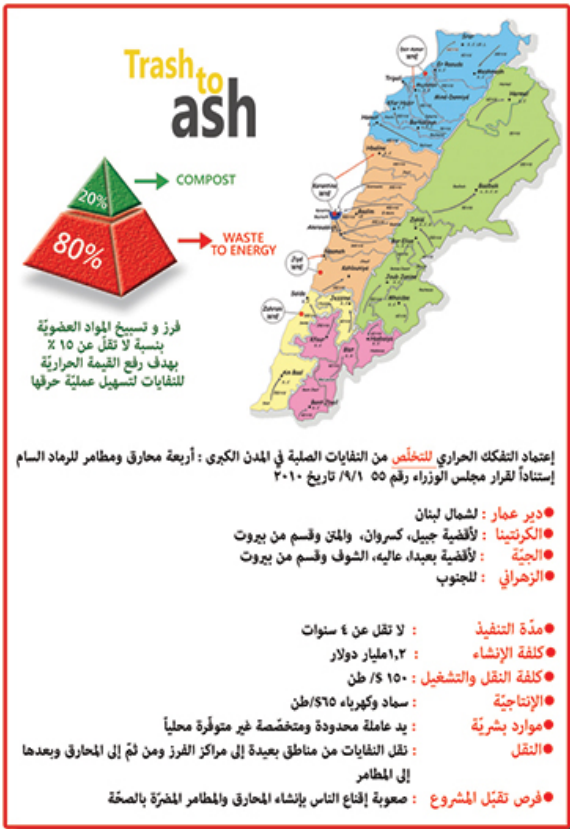 Trash
to
ash
20%
COMPOST
80%
WASTE
TO ENERGY
فرز و تسبيخ المواد العضويّة
بنسبة لا تقلّ عن ١٥ ٪
بهدف رفع القيمة الحراريّة
للنفايات لتسهيل عمليّة حرقها
Tripoli
Hermel
Baalbek
Zahle
Saida
Jezzine
إعتماد التفكك الحراري للتخلّص من النفايات الصلبة في المدن الكبرى : أربعة محارق ومطامر للرماد السام
إستناداً لقرار مجلس الوزراء رقم ٥٥ ٩/١/ تاريخ ٢٠١٠
●دير عمار : لشمال لبنان
●الكرنتينا : لأقضية جبيل، كسروان، والمتن وقسم من بيروت
●الجيّة : لأقضية بعبدا، عاليه، الشوف وقسم من بيروت
●الزهراني : للجنوب
●مدّة التنفيذ : لا تقل عن ٤ سنوات
●كلفة الإنشاء : ١,٢مليار دولار
●كلفة النقل والتشغيل : ١٥٠ $/ طن
●الإنتاجيّة : سماد وكهرباء ٦٥$/طن
●موارد بشريّة : يد عاملة محدودة ومتخصّصة غير متوفّرة محلياً
●النقل : نقل النفايات من مناطق بعيدة إلى مراكز الفرز ومن ثمّ إلى المحارق وبعدها
إلى المطامر
●فرص تقبّل المشروع : صعوبة إقناع الناس بإنشاء المحارق والمطامر المضرّة بالصحّة